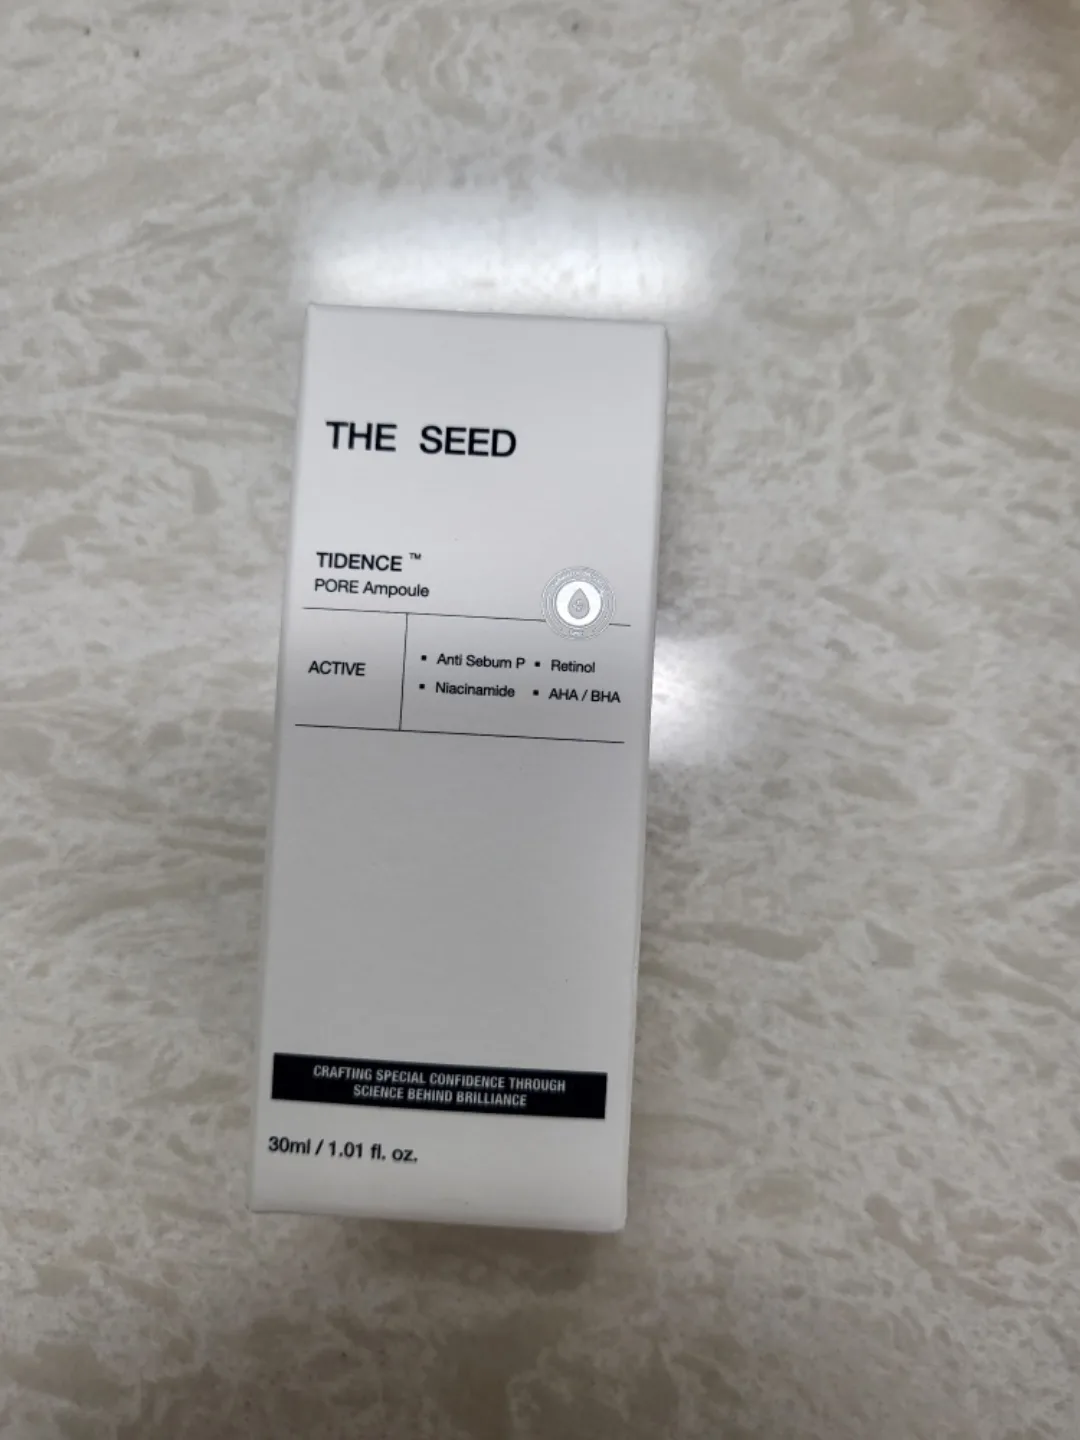 THE SEED
TIDENCE ™
PORE Ampoule
ACTIVE
▪ Anti Sebum P ▪ Retinol
▪ Niacinamide ▪ AHA / BHA
CRAFTING SPECIAL CONFIDENCE THROUGH
SCIENCE BEHIND BRILLIANCE
30ml / 1.01 fl. oz.